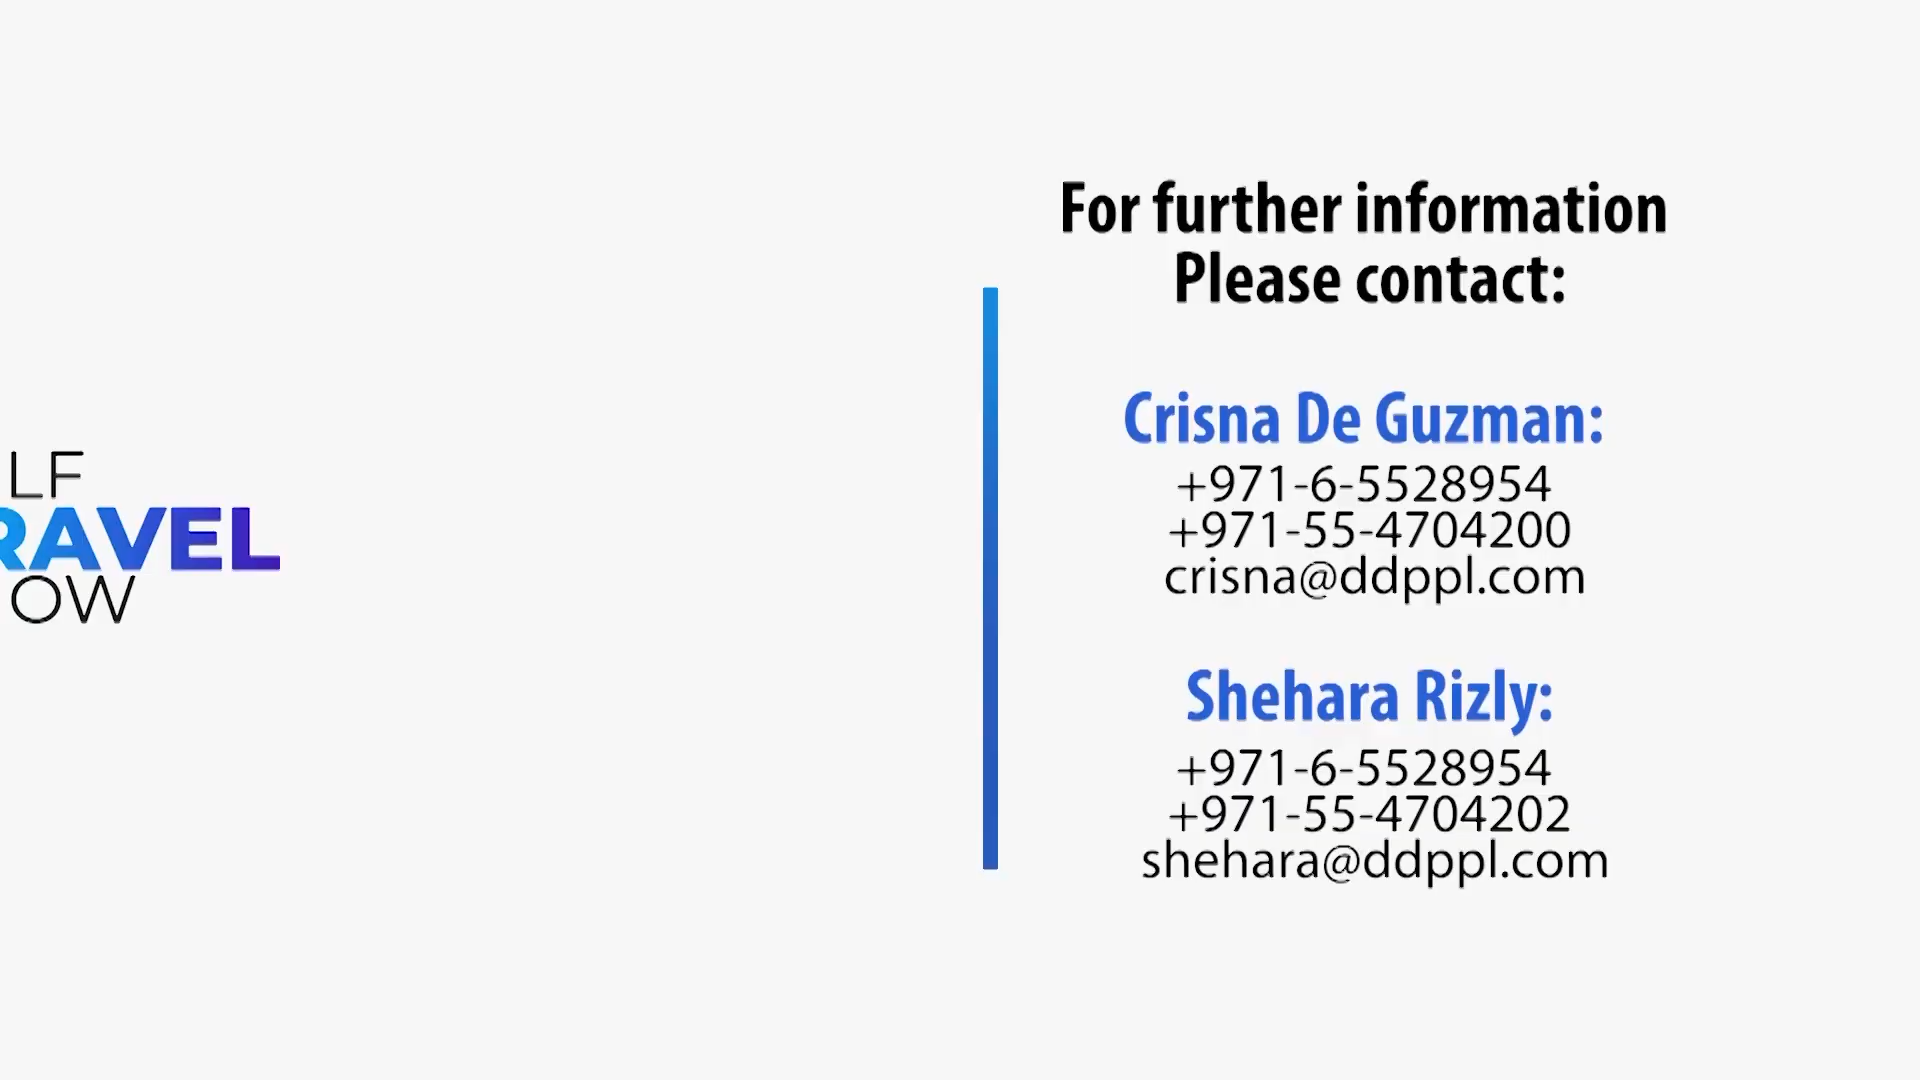 LF
RAVEL
OW
For further information
Please contact:
Crisna De Guzman:
+971-6-5528954
+971-55-4704200
crisna@ddppl.com
Shehara Rizly:
+971-6-5528954
+971-55-4704202
shehara@ddppl.com